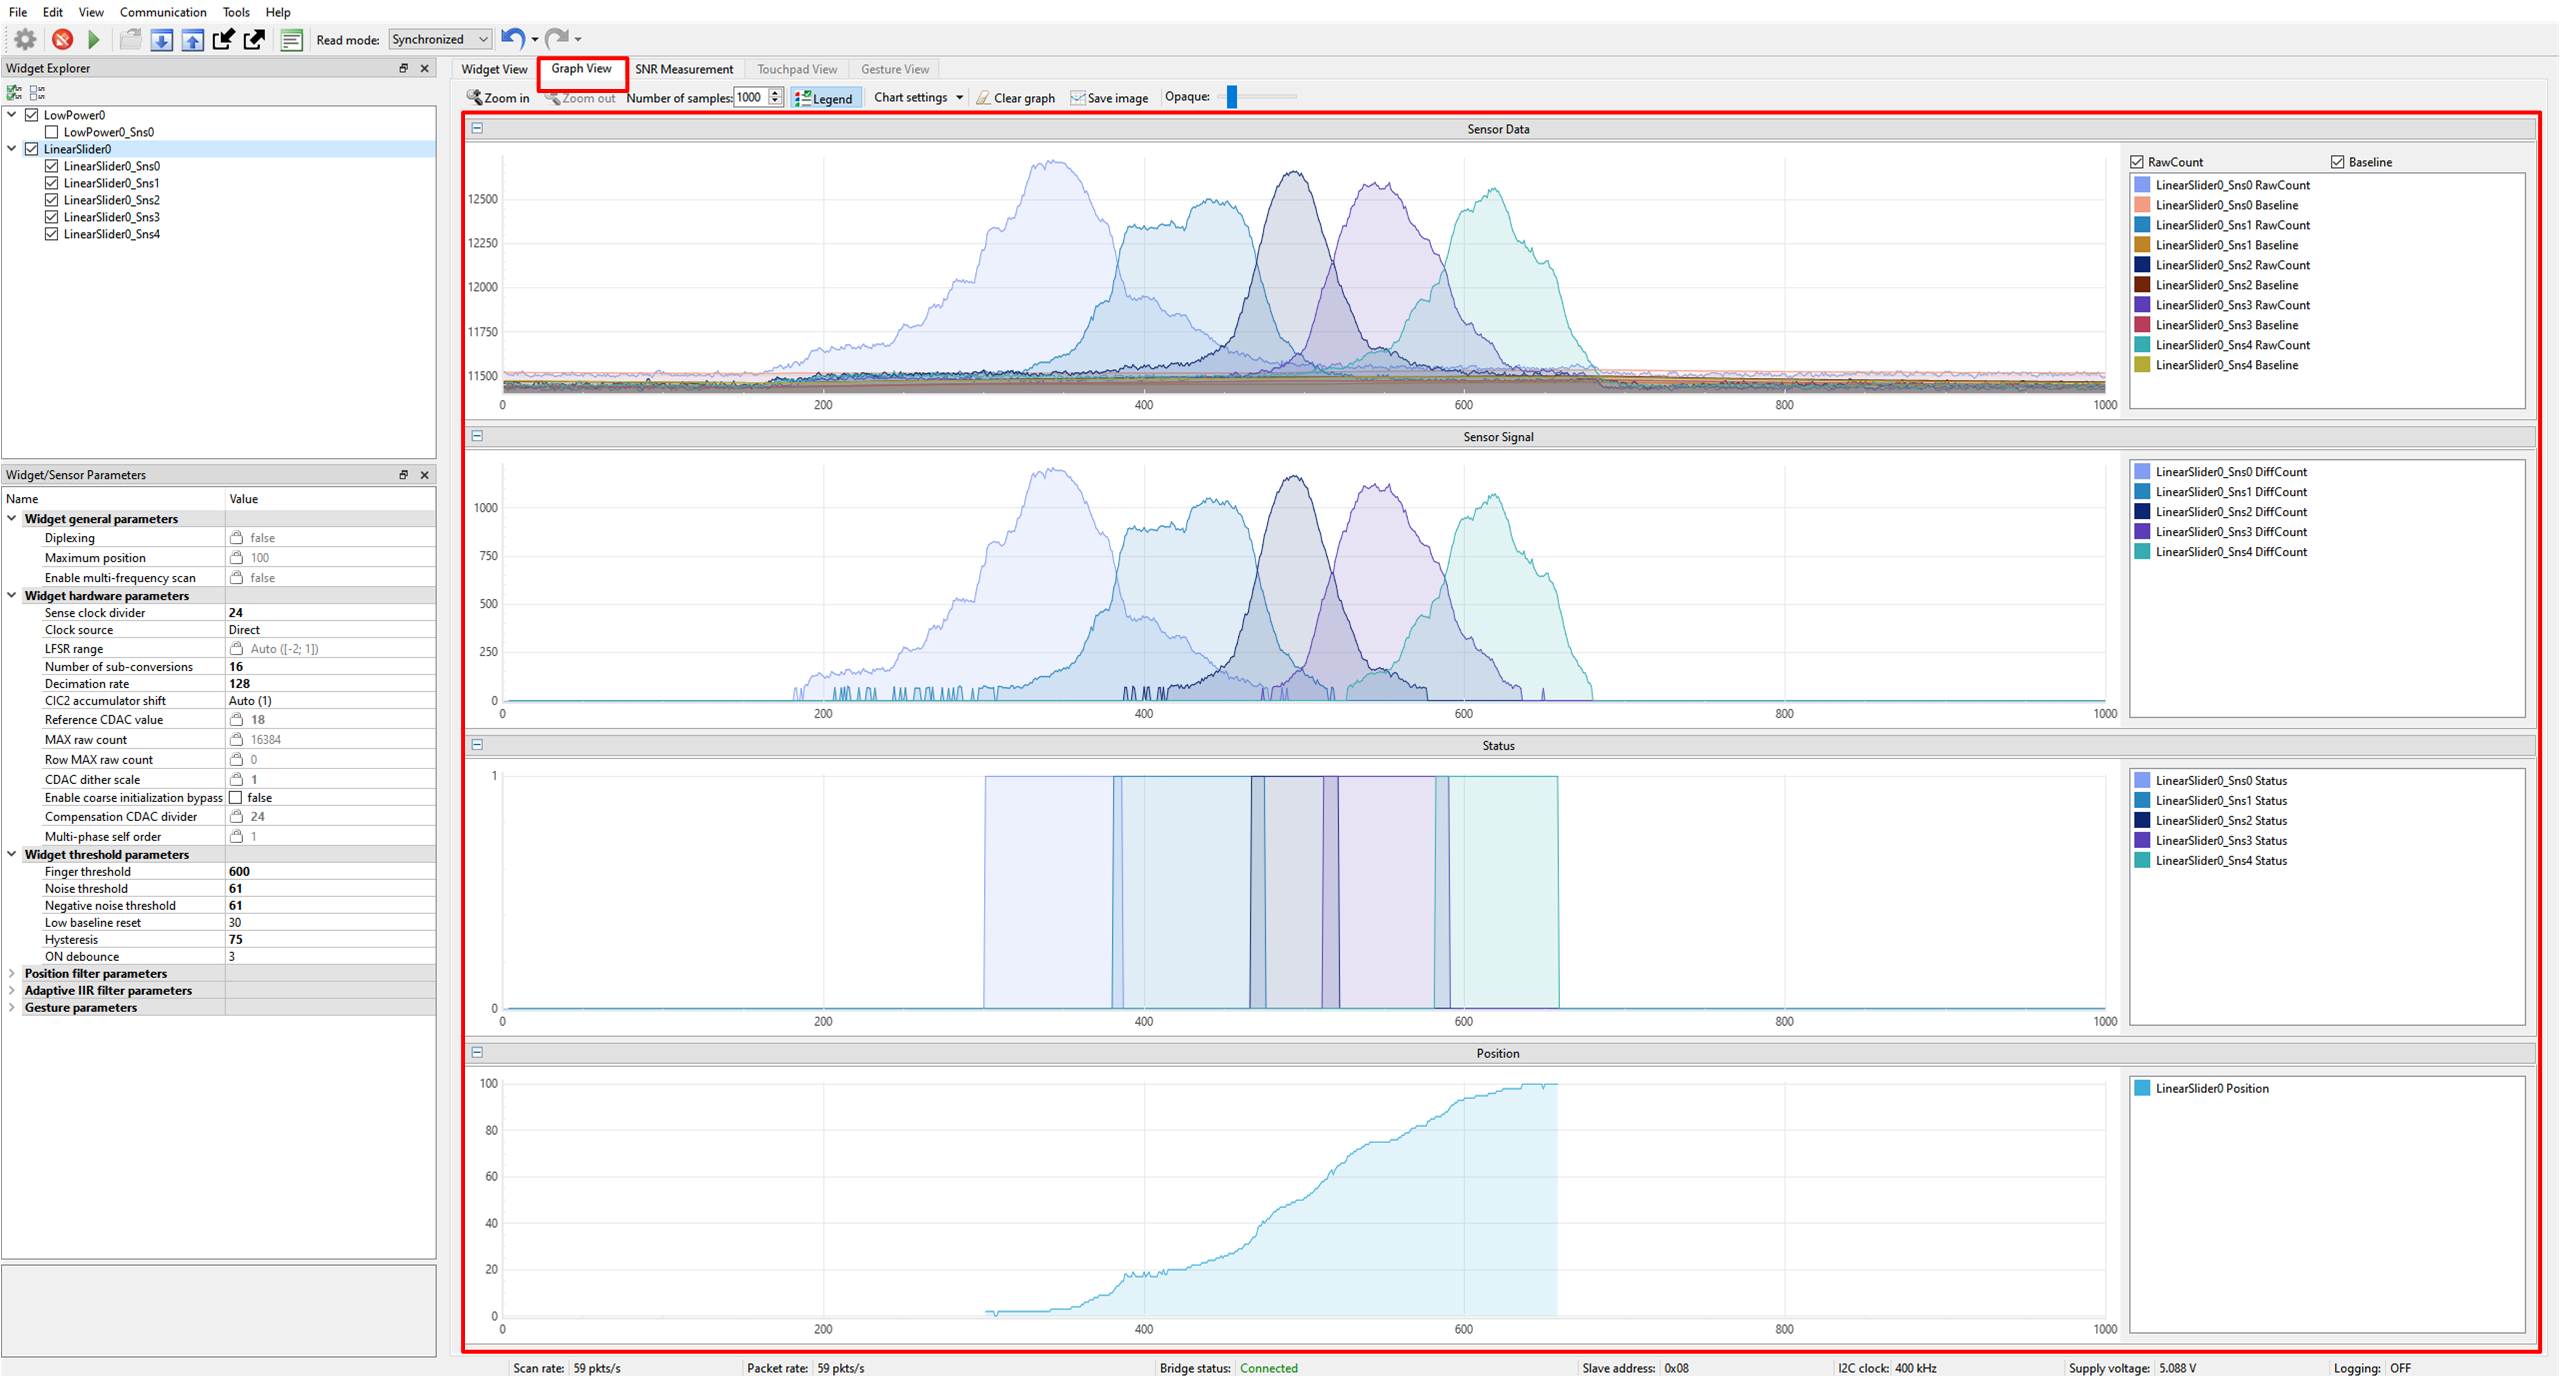 File Edit View Communication Tools Help
Read mode: Synchronized
Widget Explorer
LowPower0
LowPower0_Sns0
LinearSlider0
LinearSlider0_Sns0
LinearSlider0_Sns1
LinearSlider0_Sns2
LinearSlider0_Sns3
LinearSlider0_Sns4
Widget/Sensor Parameters
Name Value
Widget general parameters
Diplexing false
Maximum position 100
Enable multi-frequency scan false
Widget hardware parameters
Sense clock divider 24
Clock source Direct
LFSR range Auto ([-2; 1])
Number of sub-conversions 16
Decimation rate 128
CIC2 accumulator shift Auto (1)
Reference CDAC value 18
MAX raw count 16384
Row MAX raw count 0
CDAC dither scale 1
Enable coarse initialization bypass false
Compensation CDAC divider 24
Multi-phase self order 1
Widget threshold parameters
Finger threshold 600
Noise threshold 61
Negative noise threshold 61
Low baseline reset 30
Hysteresis 75
ON debounce 3
Position filter parameters
Adaptive IIR filter parameters
Gesture parameters
Widget View Graph View SNR Measurement Touchpad View Gesture View
Zoom in Zoom out Number of samples: 1000 Legend Chart settings Clear graph Save image Opaque:
Sensor Data
12500
12250
12000
11750
11500
0 200 400 600 800 1000
RawCount Baseline
LinearSlider0_Sns0 RawCount
LinearSlider0_Sns0 Baseline
LinearSlider0_Sns1 RawCount
LinearSlider0_Sns1 Baseline
LinearSlider0_Sns2 RawCount
LinearSlider0_Sns2 Baseline
LinearSlider0_Sns3 RawCount
LinearSlider0_Sns3 Baseline
LinearSlider0_Sns4 RawCount
LinearSlider0_Sns4 Baseline
Sensor Signal
1000
750
500
250
0
0 200 400 600 800 1000
LinearSlider0_Sns0 DiffCount
LinearSlider0_Sns1 DiffCount
LinearSlider0_Sns2 DiffCount
LinearSlider0_Sns3 DiffCount
LinearSlider0_Sns4 DiffCount
Status
1
0
0 200 400 600 800 1000
LinearSlider0_Sns0 Status
LinearSlider0_Sns1 Status
LinearSlider0_Sns2 Status
LinearSlider0_Sns3 Status
LinearSlider0_Sns4 Status
Position
100
80
60
40
20
0
0 200 400 600 800 1000
LinearSlider0 Position
Scan rate: 59 pkts/s Packet rate: 59 pkts/s Bridge status: Connected Slave address: 0x08 I2C clock: 400 kHz Supply voltage: 5.088 V Logging: OFF